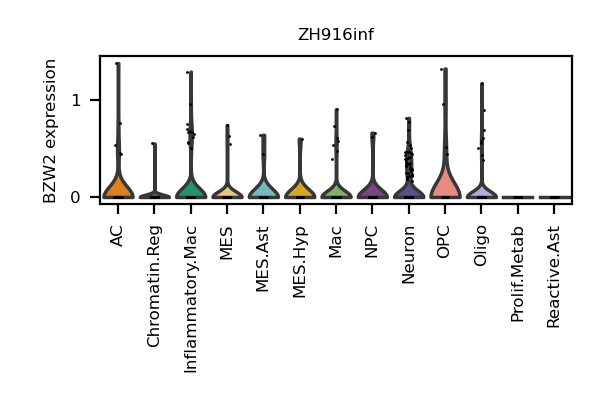 ZH916inf
BZW2 expression
1
0
AC
Chromatin.Reg
Inflammatory.Mac
MES
MES.Ast
MES.Hyp
Mac
NPC
Neuron
OPC
Oligo
Prolif.Metab
Reactive.Ast